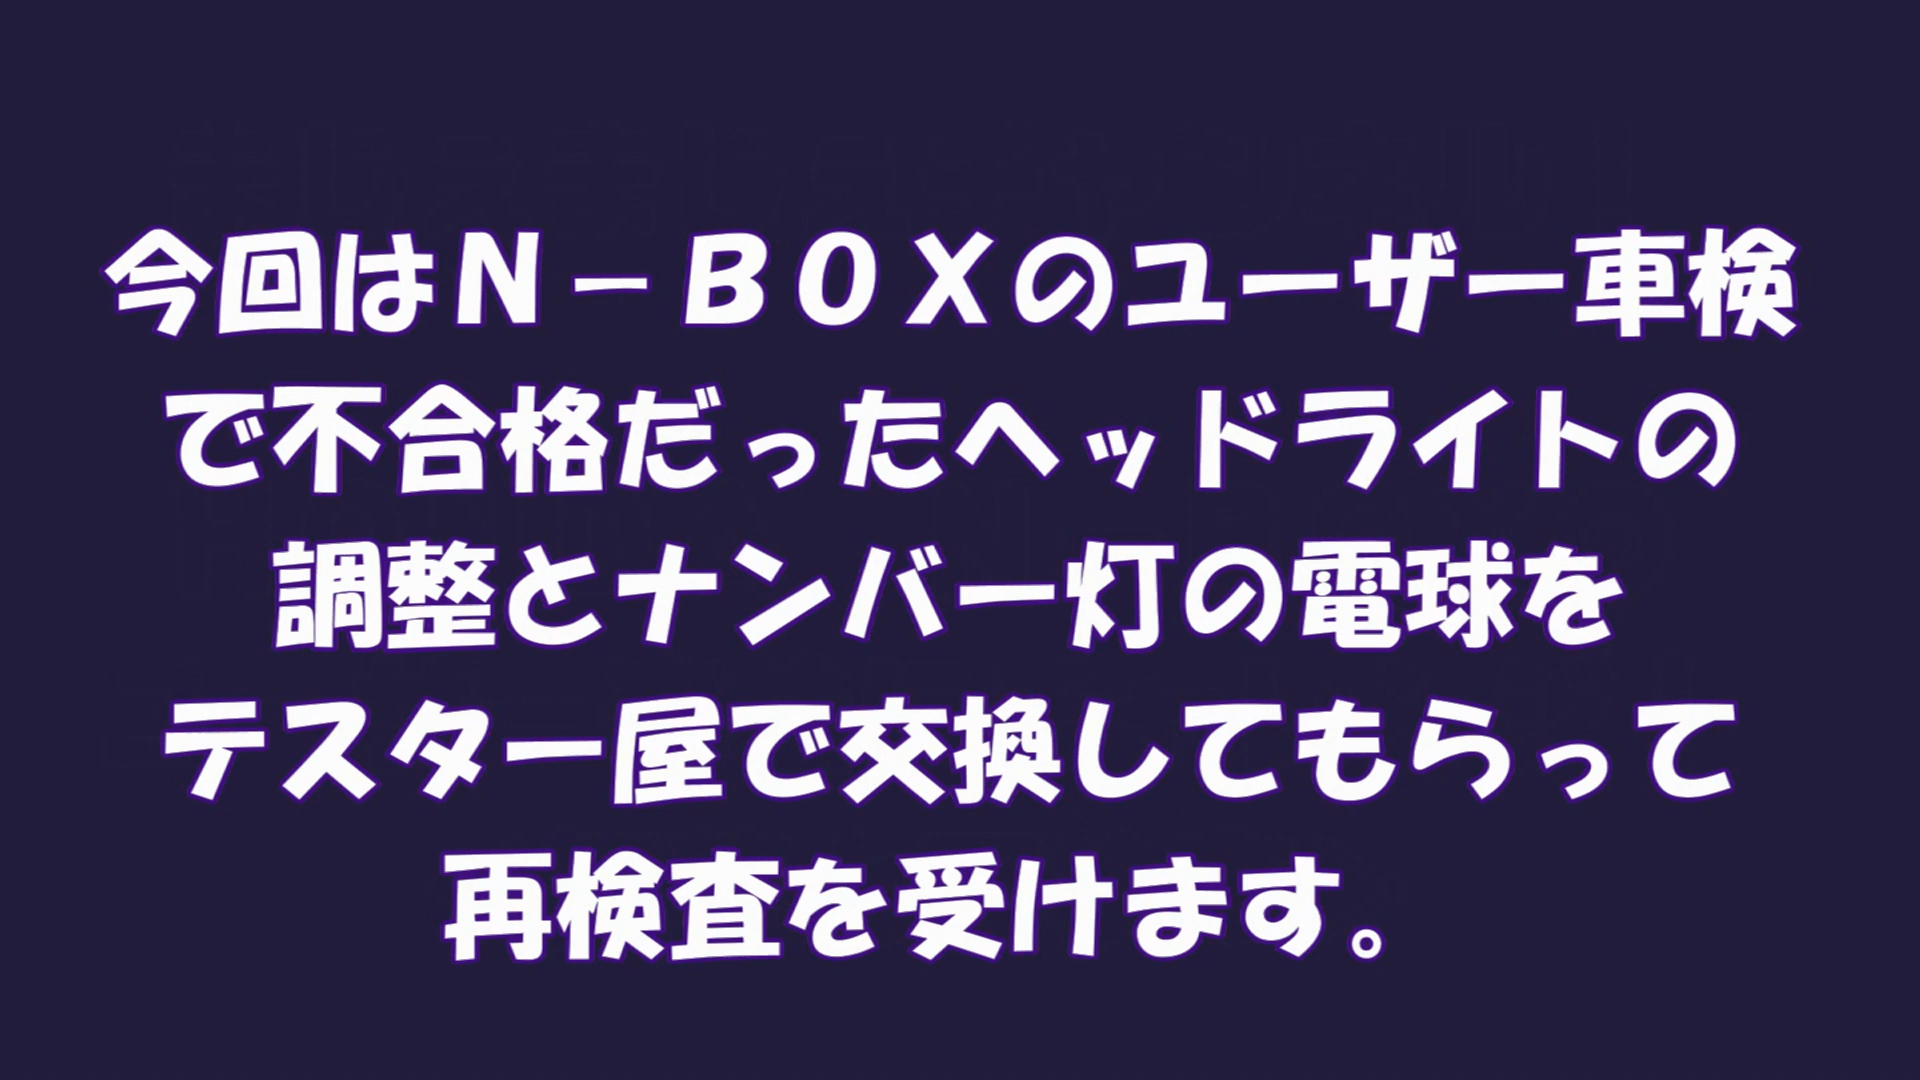 今回はＮ－ＢＯＸのユーザー車検
で不合格だったヘッドライトの
調整とナンバー灯の電球を
テスター屋で交換してもらって
再検査を受けます。